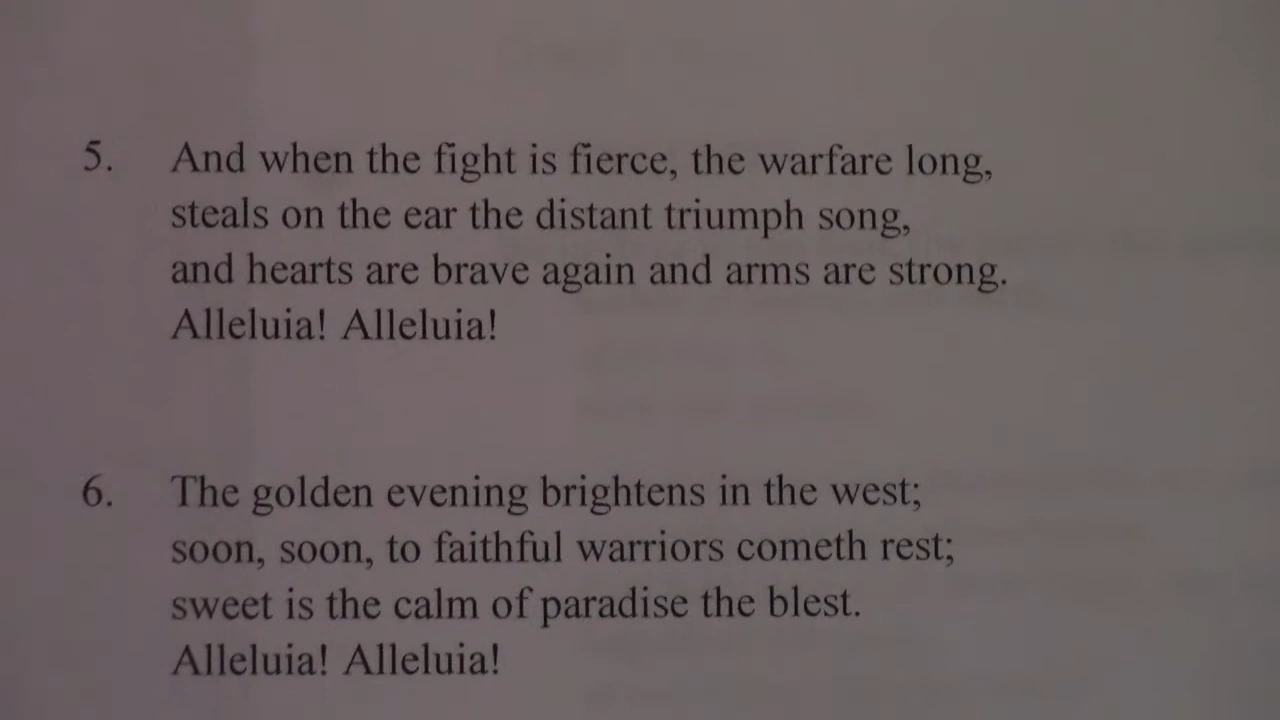 5. And when the fight is fierce, the warfare long,
steals on the ear the distant triumph song,
and hearts are brave again and arms are strong.
Alleluia! Alleluia!
6. The golden evening brightens in the west;
soon, soon, to faithful warriors cometh rest;
sweet is the calm of paradise the blest.
Alleluia! Alleluia!